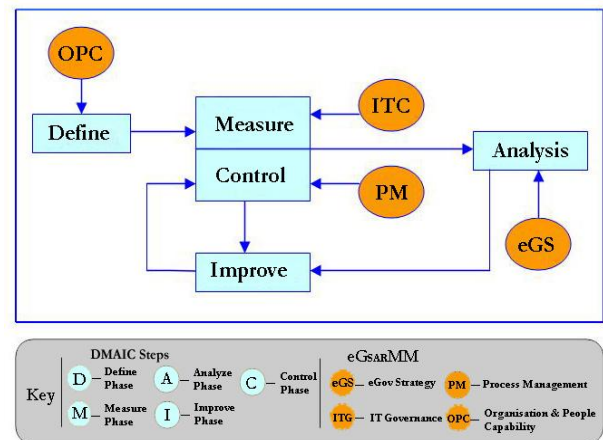 OPC
Define
Measure
ITC
Analysis
Control
PM
eGS
Improve
Key
DMAIC Steps
D — Define Phase
A — Analyze Phase
C — Control Phase
M — Measure Phase
I — Improve Phase
eGSARMM
eGS — eGov Strategy
PM — Process Management
ITG — IT Governance
OPC — Organisation & People Capability